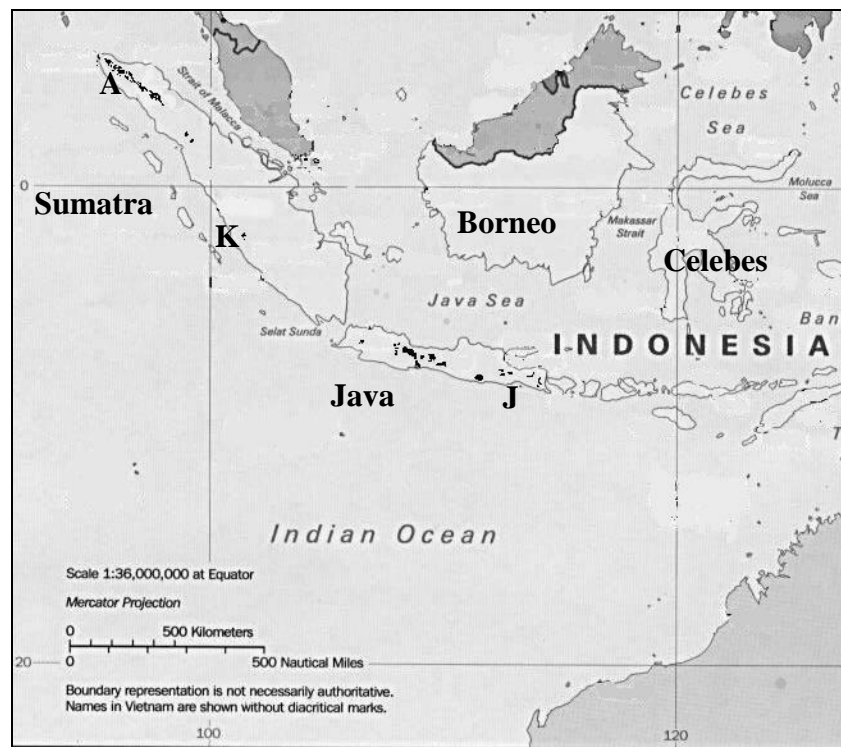 A
Strait of Malacca
Celebes
Sea
0
Sumatra
K
Borneo
Makassar
Strait
Molucca
Sea
Celebes
Java Sea
Ban
Selat Sunda
INDONESIA
Java
J
T
Indian Ocean
Scale 1:36,000,000 at Equator
Mercator Projection
0 500 Kilometers
0 500 Nautical Miles
20
Boundary representation is not necessarily authoritative.
Names in Vietnam are shown without diacritical marks.
100 120